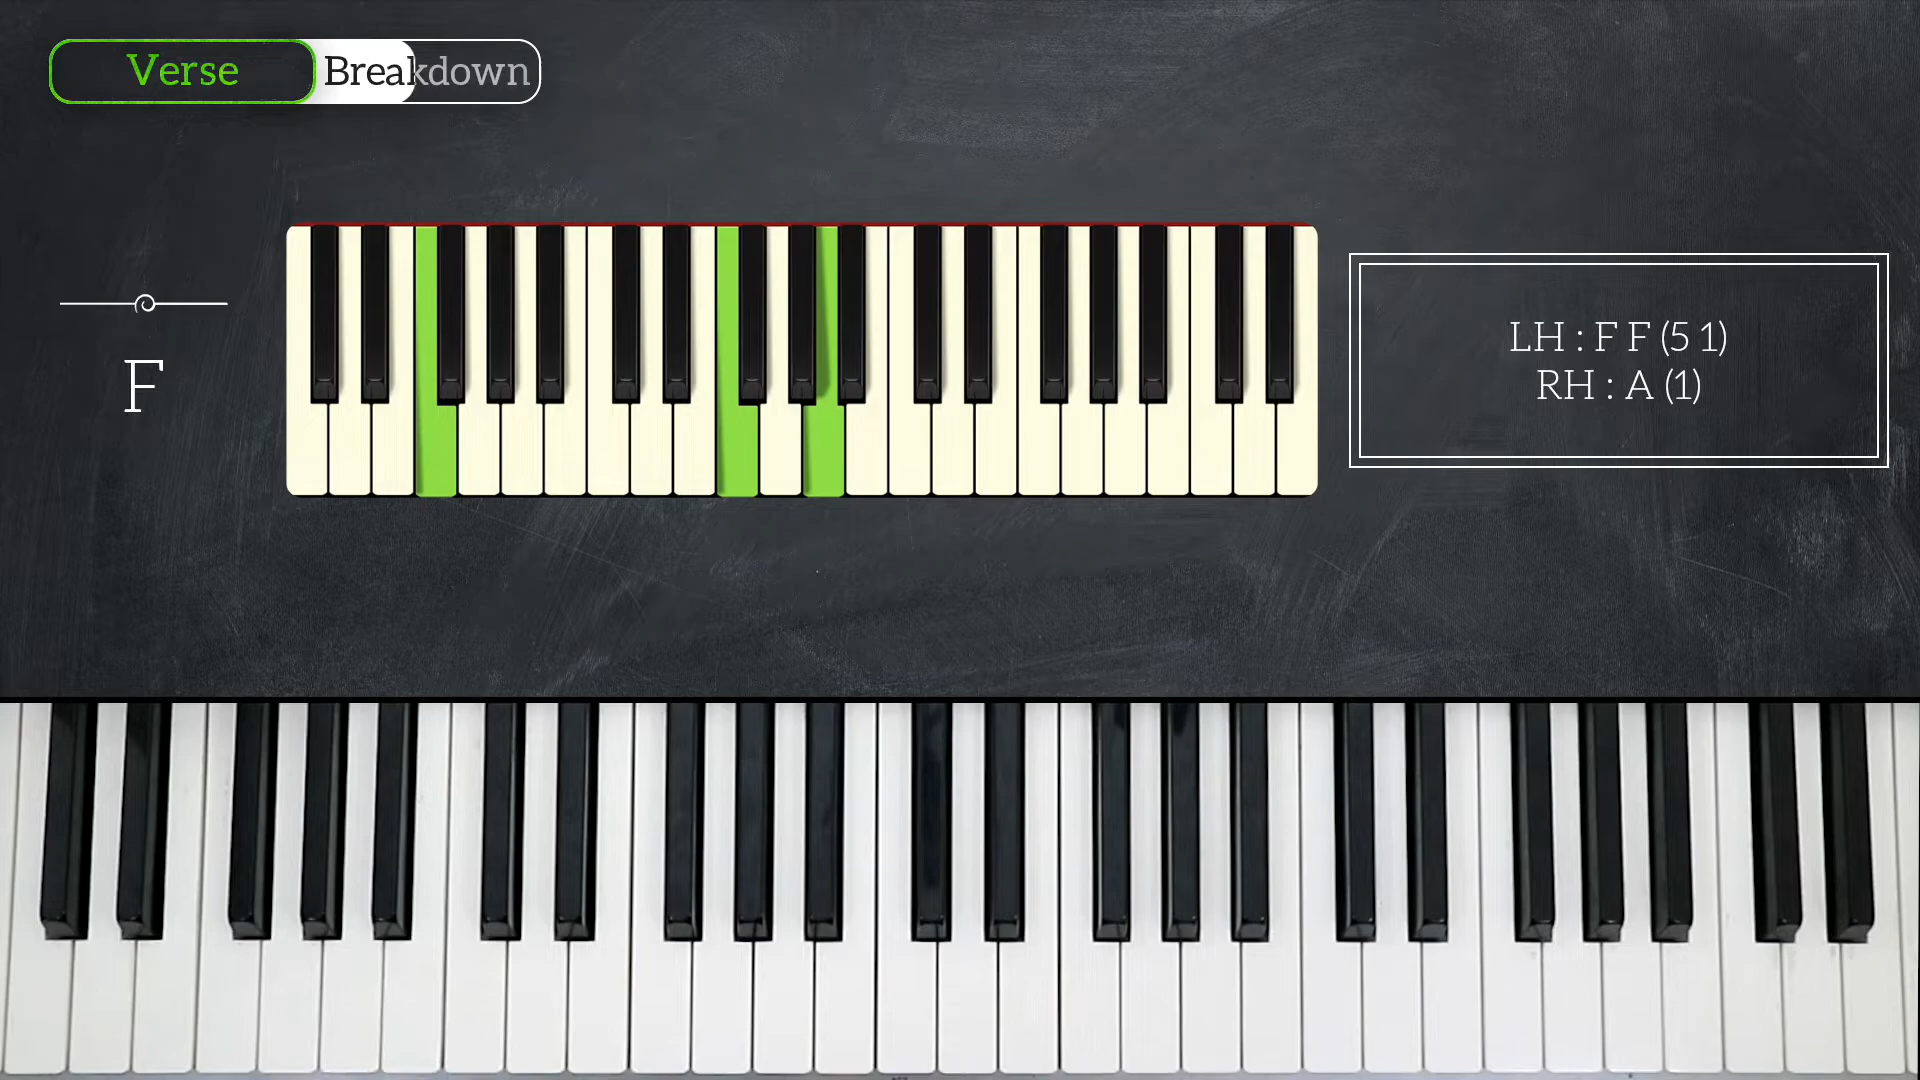 Verse Breakdown
F
LH : F F (5 1)
RH : A (1)